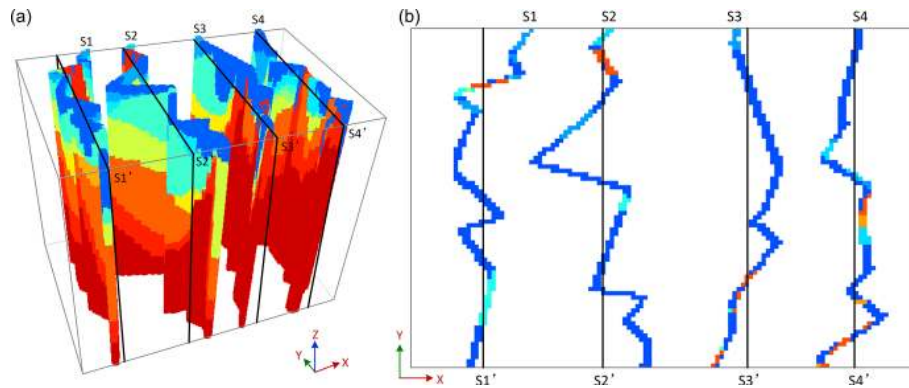 (a)
S1
S2
S3
S4
S1'
S2'
S3'
S4'
Z
Y
X
(b)
S1
S2
S3
S4
Y
X
S1'
S2'
S3'
S4'